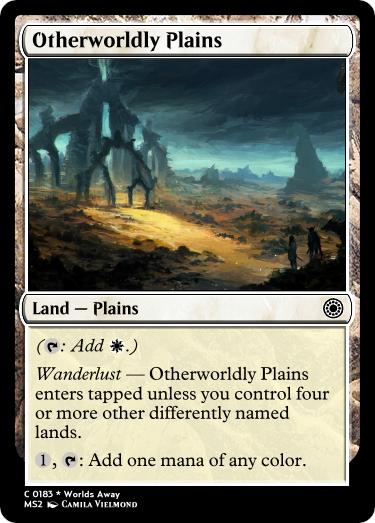 Otherworldly Plains
Land — Plains
(T: Add W.)
Wanderlust — Otherworldly Plains
enters tapped unless you control four
or more other differently named
lands.
1, T: Add one mana of any color.
C 0183 * Worlds Away
MS2 Camila Vielmond